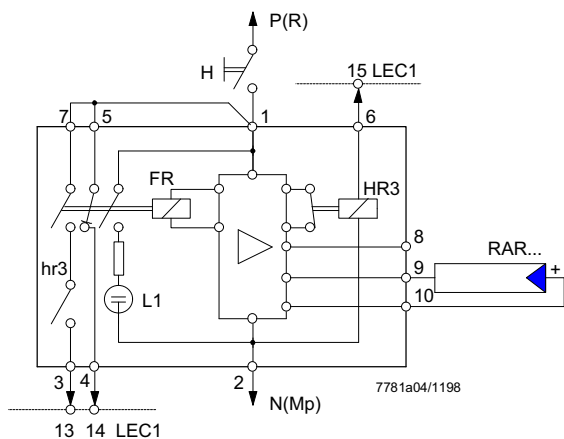 P(R)
H
15 LEC1
7 5 1 6
FR HR3
8
RAR...
9 +
10
hr3
L1
3 4 2
7781a04/1198
N(Mp)
13 14 LEC1